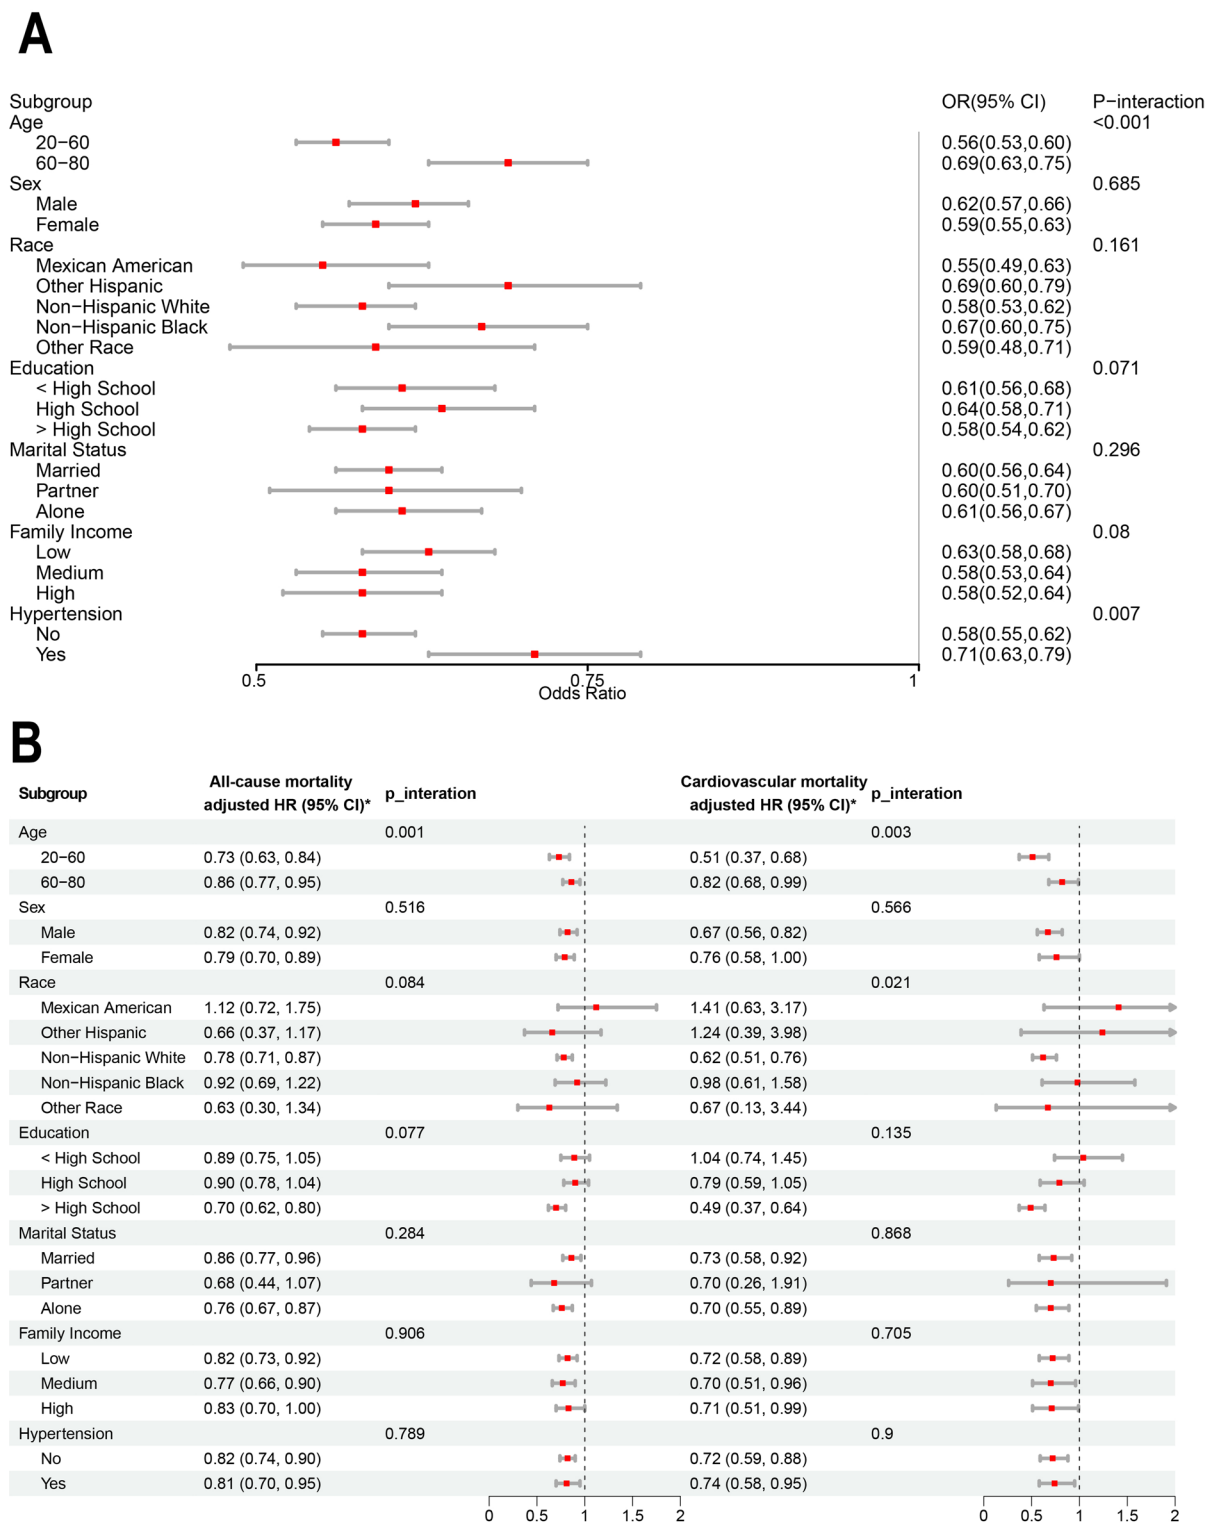 A
Subgroup OR(95% CI) P−interaction
Age <0.001
20−60 0.56(0.53,0.60)
60−80 0.69(0.63,0.75)
Sex 0.685
Male 0.62(0.57,0.66)
Female 0.59(0.55,0.63)
Race 0.161
Mexican American 0.55(0.49,0.63)
Other Hispanic 0.69(0.60,0.79)
Non−Hispanic White 0.58(0.53,0.62)
Non−Hispanic Black 0.67(0.60,0.75)
Other Race 0.59(0.48,0.71)
Education 0.071
< High School 0.61(0.56,0.68)
High School 0.64(0.58,0.71)
> High School 0.58(0.54,0.62)
Marital Status 0.296
Married 0.60(0.56,0.64)
Partner 0.60(0.51,0.70)
Alone 0.61(0.56,0.67)
Family Income 0.08
Low 0.63(0.58,0.68)
Medium 0.58(0.53,0.64)
High 0.58(0.52,0.64)
Hypertension 0.007
No 0.58(0.55,0.62)
Yes 0.71(0.63,0.79)
0.5 0.75 1
Odds Ratio
B
Subgroup All−cause mortality adjusted HR (95% CI)* p_interation Cardiovascular mortality adjusted HR (95% CI)* p_interation
Age 0.001 0.003
20−60 0.73 (0.63, 0.84) 0.51 (0.37, 0.68)
60−80 0.86 (0.77, 0.95) 0.82 (0.68, 0.99)
Sex 0.516 0.566
Male 0.82 (0.74, 0.92) 0.67 (0.56, 0.82)
Female 0.79 (0.70, 0.89) 0.76 (0.58, 1.00)
Race 0.084 0.021
Mexican American 1.12 (0.72, 1.75) 1.41 (0.63, 3.17)
Other Hispanic 0.66 (0.37, 1.17) 1.24 (0.39, 3.98)
Non−Hispanic White 0.78 (0.71, 0.87) 0.62 (0.51, 0.76)
Non−Hispanic Black 0.92 (0.69, 1.22) 0.98 (0.61, 1.58)
Other Race 0.63 (0.30, 1.34) 0.67 (0.13, 3.44)
Education 0.077 0.135
< High School 0.89 (0.75, 1.05) 1.04 (0.74, 1.45)
High School 0.90 (0.78, 1.04) 0.79 (0.59, 1.05)
> High School 0.70 (0.62, 0.80) 0.49 (0.37, 0.64)
Marital Status 0.284 0.868
Married 0.86 (0.77, 0.96) 0.73 (0.58, 0.92)
Partner 0.68 (0.44, 1.07) 0.70 (0.26, 1.91)
Alone 0.76 (0.67, 0.87) 0.70 (0.55, 0.89)
Family Income 0.906 0.705
Low 0.82 (0.73, 0.92) 0.72 (0.58, 0.89)
Medium 0.77 (0.66, 0.90) 0.70 (0.51, 0.96)
High 0.83 (0.70, 1.00) 0.71 (0.51, 0.99)
Hypertension 0.789 0.9
No 0.82 (0.74, 0.90) 0.72 (0.59, 0.88)
Yes 0.81 (0.70, 0.95) 0.74 (0.58, 0.95)
0 0.5 1 1.5 2 0 0.5 1 1.5 2